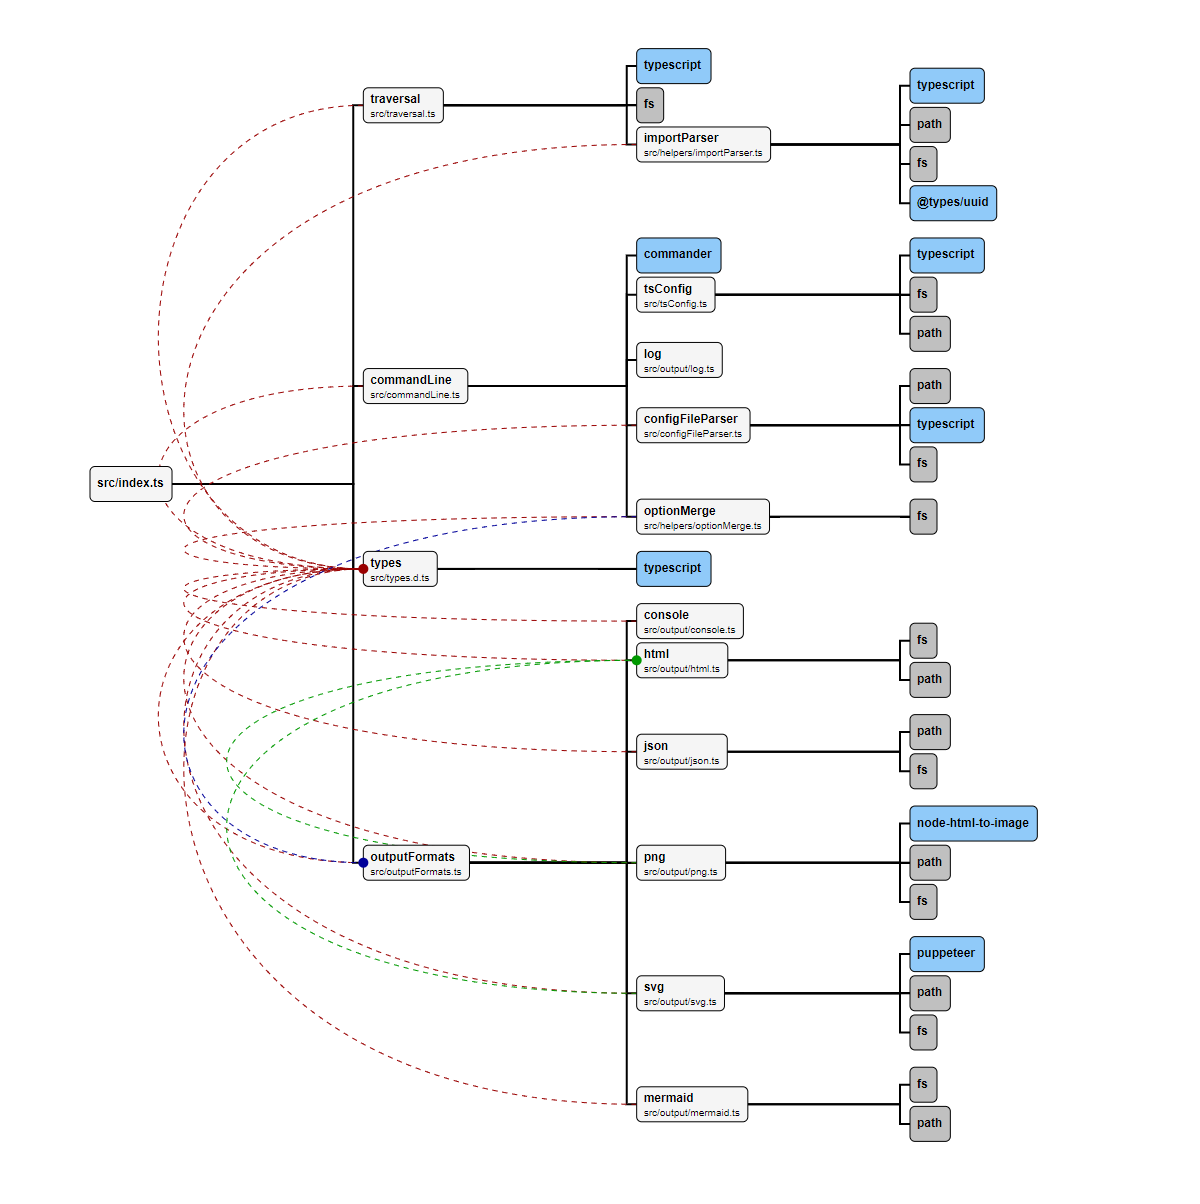 src/index.ts
traversal
src/traversal.ts
typescript
fs
importParser
src/helpers/importParser.ts
typescript
path
fs
@types/uuid
commandLine
src/commandLine.ts
commander
tsConfig
src/tsConfig.ts
typescript
fs
path
log
src/output/log.ts
configFileParser
src/configFileParser.ts
path
typescript
fs
optionMerge
src/helpers/optionMerge.ts
fs
types
src/types.d.ts
typescript
outputFormats
src/outputFormats.ts
console
src/output/console.ts
html
src/output/html.ts
fs
path
json
src/output/json.ts
path
fs
png
src/output/png.ts
node-html-to-image
path
fs
svg
src/output/svg.ts
puppeteer
path
fs
mermaid
src/output/mermaid.ts
fs
path